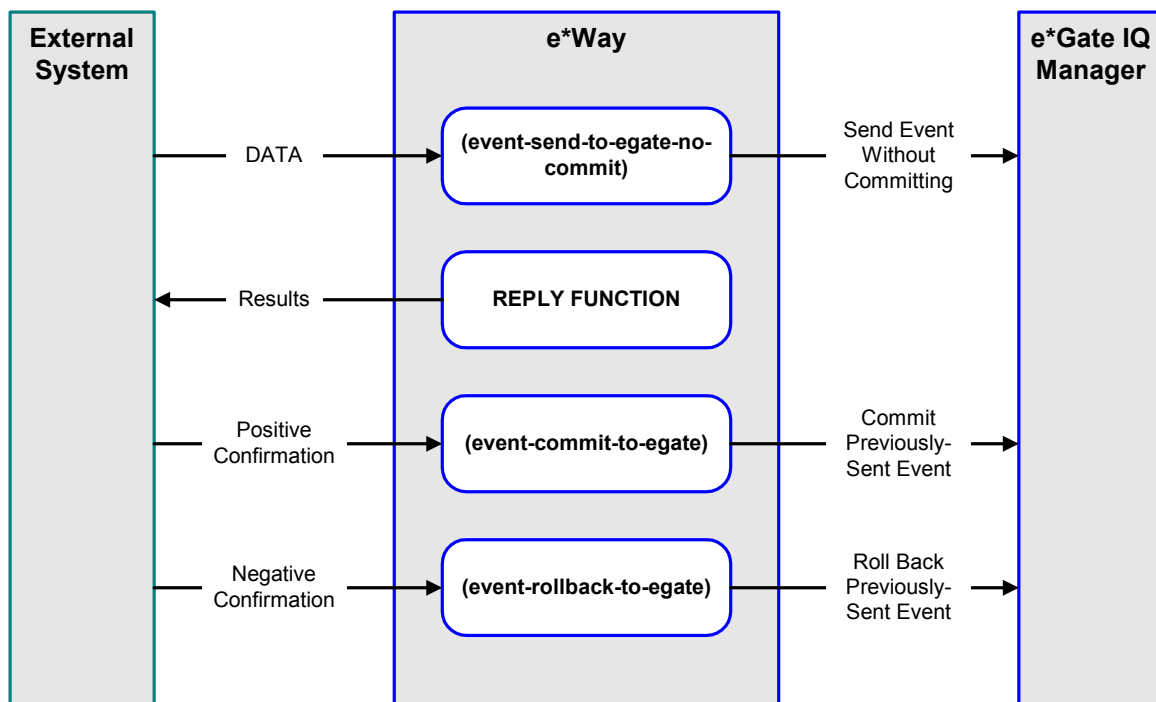 External
System
e*Way
e*Gate IQ
Manager
DATA
(event-send-to-egate-no-
commit)
Send Event
Without
Committing
Results
REPLY FUNCTION
Positive
Confirmation
(event-commit-to-egate)
Commit
Previously-
Sent Event
Negative
Confirmation
(event-rollback-to-egate)
Roll Back
Previously-
Sent Event